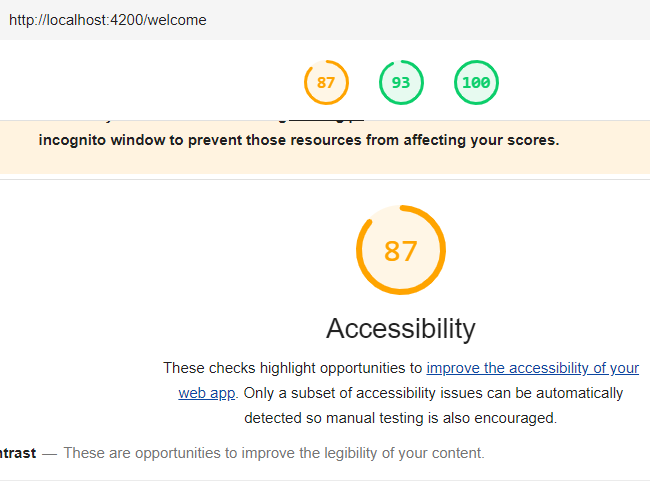 http://localhost:4200/welcome
87 93 100
incognito window to prevent those resources from affecting your scores.
87
Accessibility
These checks highlight opportunities to improve the accessibility of your
web app. Only a subset of accessibility issues can be automatically
detected so manual testing is also encouraged.
ntrast — These are opportunities to improve the legibility of your content.